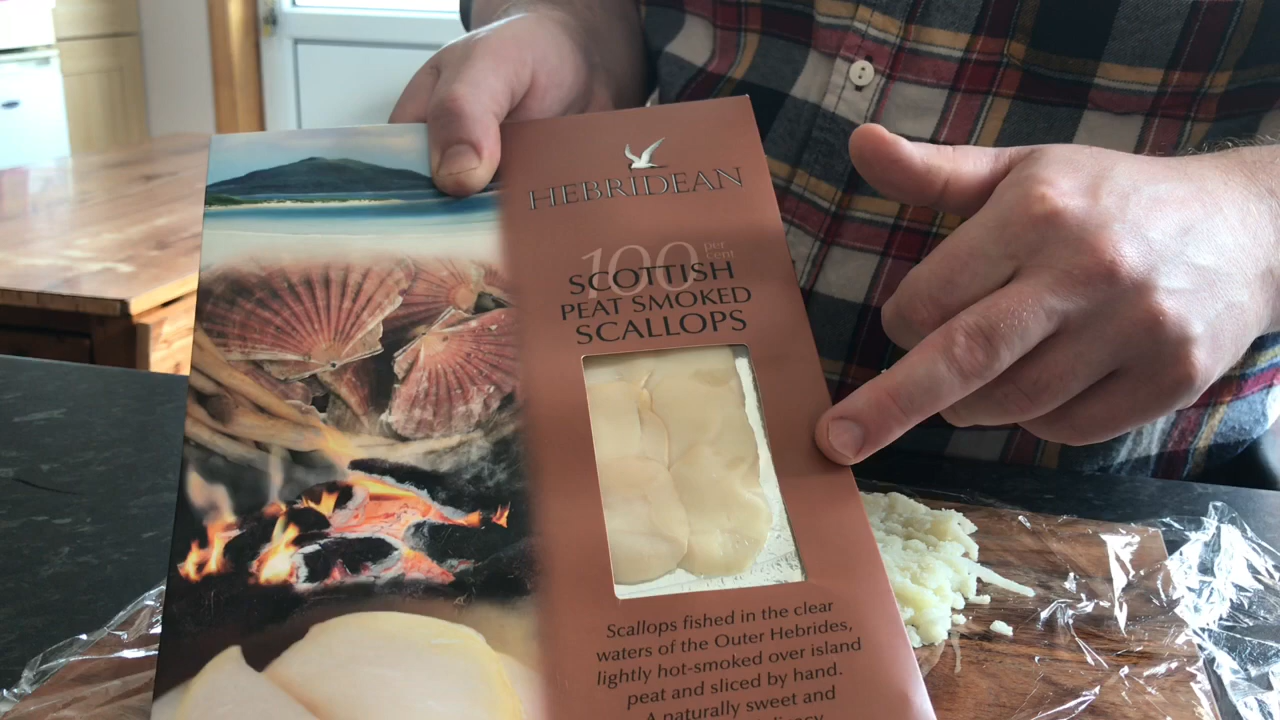 HEBRIDEAN
100 per cent
SCOTTISH
PEAT SMOKED
SCALLOPS
Scallops fished in the clear
waters of the Outer Hebrides,
lightly hot-smoked over island
peat and sliced by hand.
A naturally sweet and